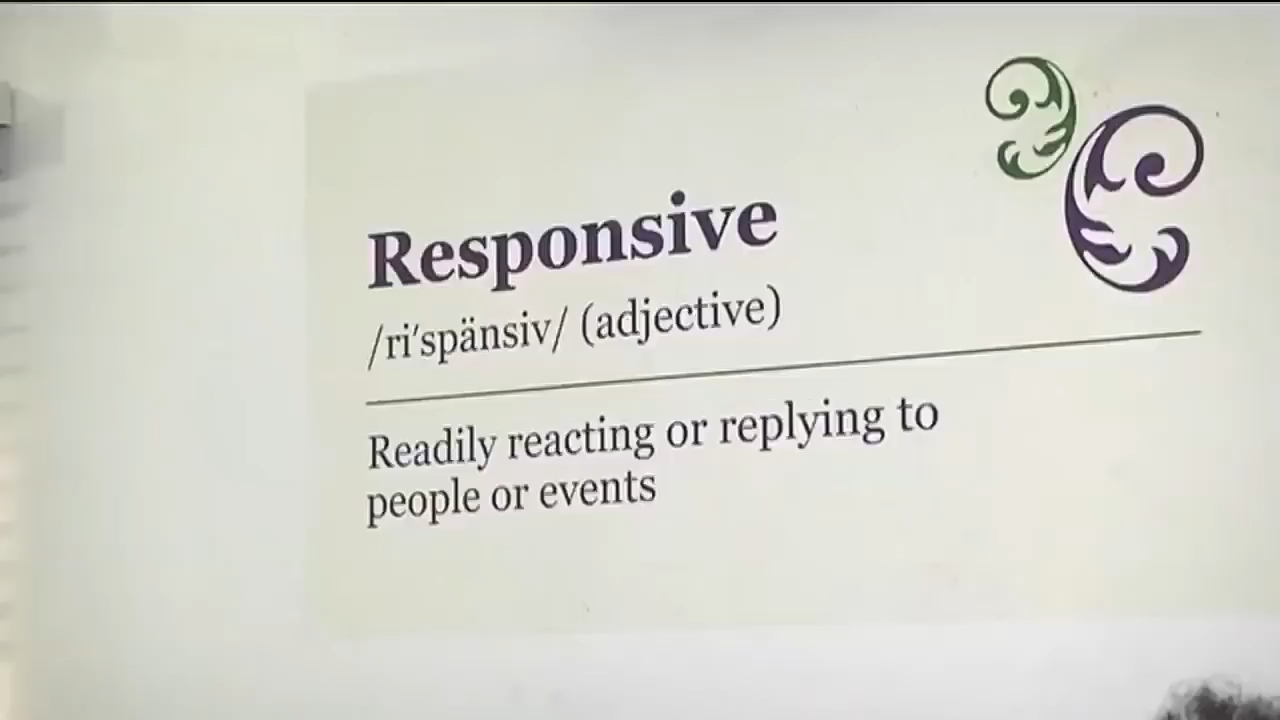 Responsive
/ri′spänsiv/ (adjective)
Readily reacting or replying to
people or events